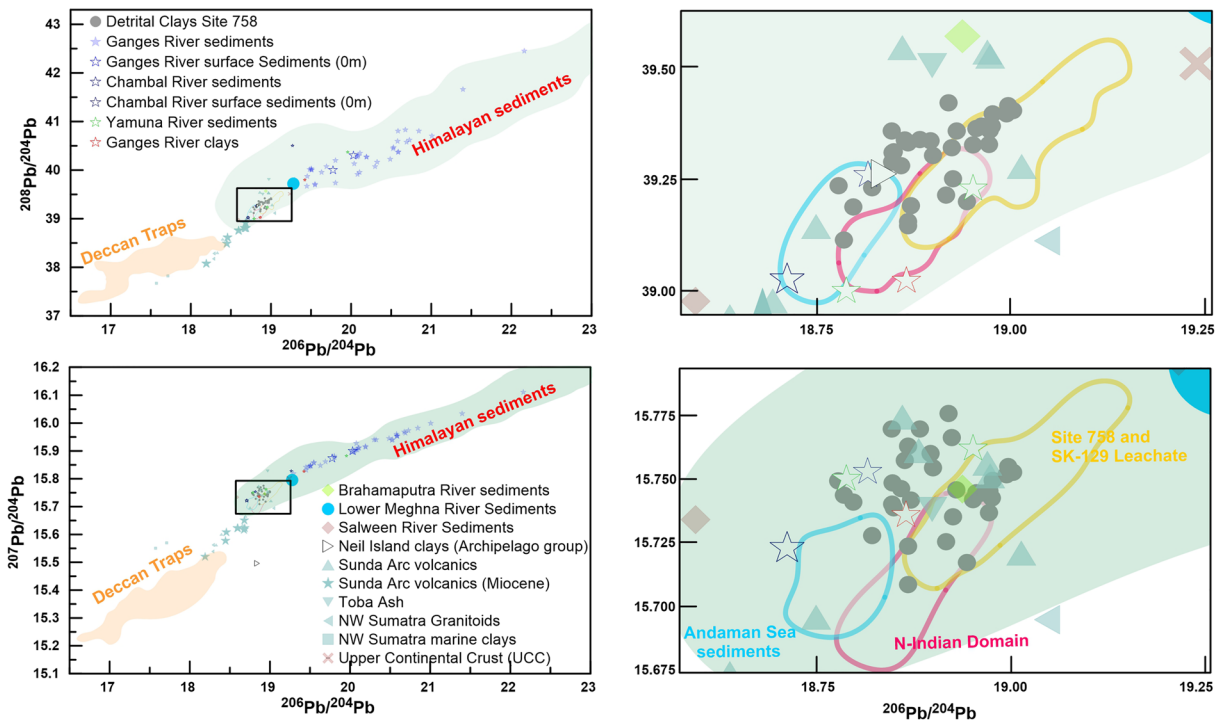 43
42
41
40
39
38
37
208Pb/204Pb
Detrital Clays Site 758
Ganges River sediments
Ganges River surface Sediments (0m)
Chambal River sediments
Chambal River surface sediments (0m)
Yamuna River sediments
Ganges River clays
Himalayan sediments
Deccan Traps
17 18 19 20 21 22 23
206Pb/204Pb
39.50
39.25
39.00
18.75 19.00 19.25
16.2
16.1
16.0
15.9
15.8
15.7
15.6
15.5
15.4
15.3
15.2
15.1
207Pb/204Pb
Himalayan sediments
Deccan Traps
Brahamaputra River sediments
Lower Meghna River Sediments
Salween River Sediments
Neil Island clays (Archipelago group)
Sunda Arc volcanics
Sunda Arc volcanics (Miocene)
Toba Ash
NW Sumatra Granitoids
NW Sumatra marine clays
Upper Continental Crust (UCC)
17 18 19 20 21 22 23
206Pb/204Pb
15.775
15.750
15.725
15.700
15.675
Site 758 and
SK-129 Leachate
Andaman Sea
sediments
N-Indian Domain
18.75 19.00 19.25
206Pb/204Pb